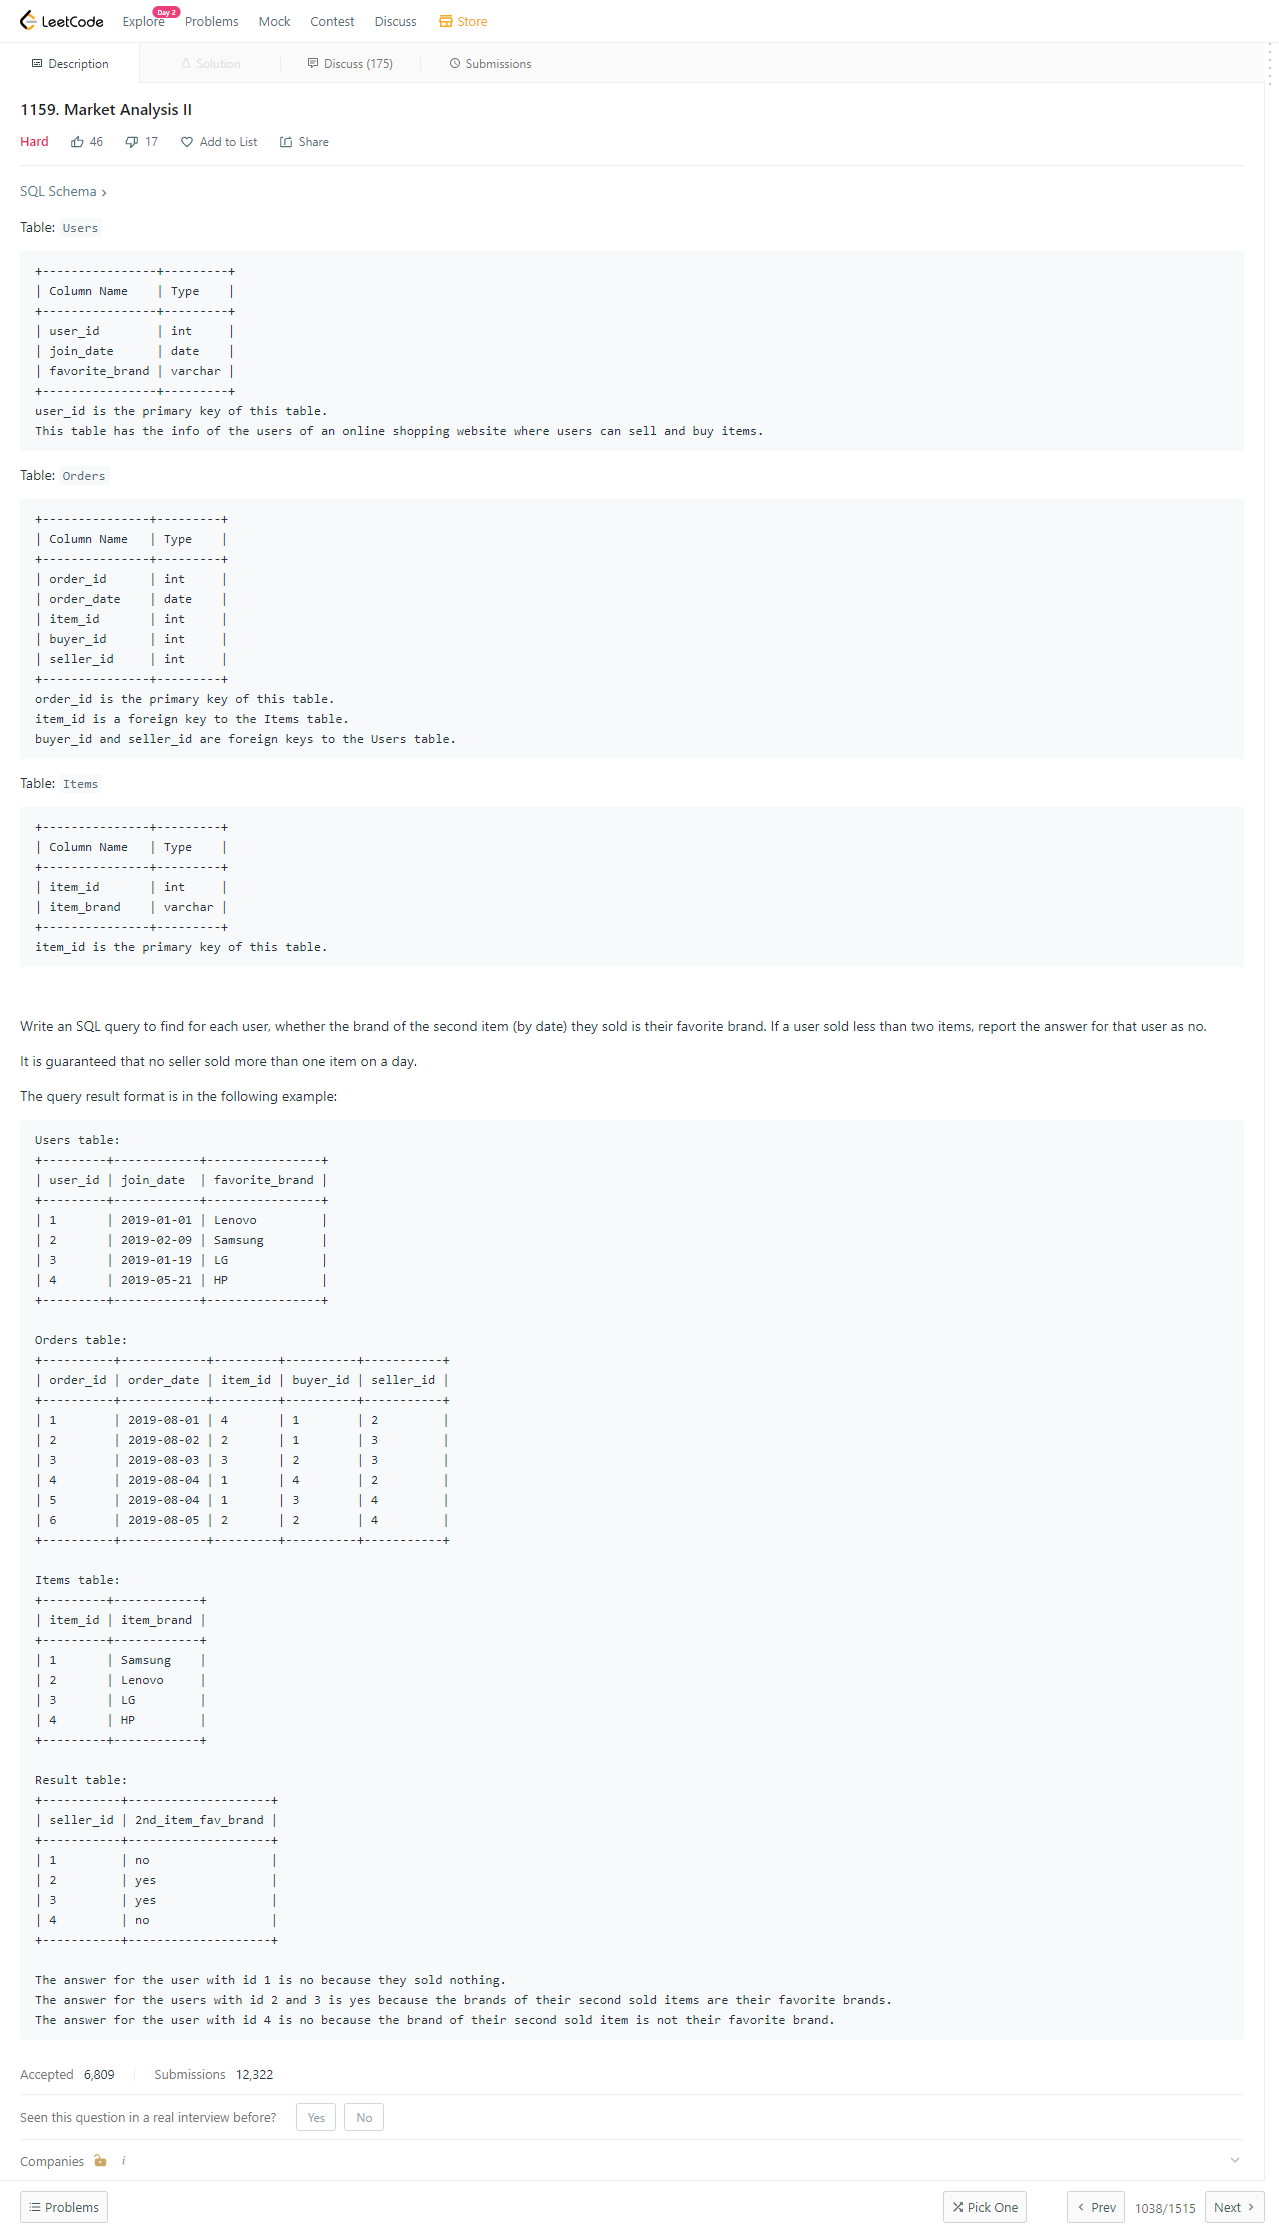 LeetCode Explore Day 2 Problems Mock Contest Discuss Store
Description Solution Discuss (175) Submissions
1159. Market Analysis II
Hard 46 17 Add to List Share
SQL Schema ›
Table: Users
+----------------+---------+
| Column Name    | Type    |
+----------------+---------+
| user_id        | int     |
| join_date      | date    |
| favorite_brand | varchar |
+----------------+---------+
user_id is the primary key of this table.
This table has the info of the users of an online shopping website where users can sell and buy items.
Table: Orders
+---------------+---------+
| Column Name   | Type    |
+---------------+---------+
| order_id      | int     |
| order_date    | date    |
| item_id       | int     |
| buyer_id      | int     |
| seller_id     | int     |
+---------------+---------+
order_id is the primary key of this table.
item_id is a foreign key to the Items table.
buyer_id and seller_id are foreign keys to the Users table.
Table: Items
+---------------+---------+
| Column Name   | Type    |
+---------------+---------+
| item_id       | int     |
| item_brand    | varchar |
+---------------+---------+
item_id is the primary key of this table.
Write an SQL query to find for each user, whether the brand of the second item (by date) they sold is their favorite brand. If a user sold less than two items, report the answer for that user as no.
It is guaranteed that no seller sold more than one item on a day.
The query result format is in the following example:
Users table:
+---------+------------+----------------+
| user_id | join_date  | favorite_brand |
+---------+------------+----------------+
| 1       | 2019-01-01 | Lenovo         |
| 2       | 2019-02-09 | Samsung        |
| 3       | 2019-01-19 | LG             |
| 4       | 2019-05-21 | HP             |
+---------+------------+----------------+
Orders table:
+----------+------------+---------+----------+-----------+
| order_id | order_date | item_id | buyer_id | seller_id |
+----------+------------+---------+----------+-----------+
| 1        | 2019-08-01 | 4       | 1        | 2         |
| 2        | 2019-08-02 | 2       | 1        | 3         |
| 3        | 2019-08-03 | 3       | 2        | 3         |
| 4        | 2019-08-04 | 1       | 4        | 2         |
| 5        | 2019-08-04 | 1       | 3        | 4         |
| 6        | 2019-08-05 | 2       | 2        | 4         |
+----------+------------+---------+----------+-----------+
Items table:
+---------+------------+
| item_id | item_brand |
+---------+------------+
| 1       | Samsung    |
| 2       | Lenovo     |
| 3       | LG         |
| 4       | HP         |
+---------+------------+
Result table:
+-----------+--------------------+
| seller_id | 2nd_item_fav_brand |
+-----------+--------------------+
| 1         | no                 |
| 2         | yes                |
| 3         | yes                |
| 4         | no                 |
+-----------+--------------------+
The answer for the user with id 1 is no because they sold nothing.
The answer for the users with id 2 and 3 is yes because the brands of their second sold items are their favorite brands.
The answer for the user with id 4 is no because the brand of their second sold item is not their favorite brand.
Accepted 6,809 Submissions 12,322
Seen this question in a real interview before? Yes No
Companies i
Problems Pick One ‹ Prev 1038/1515 Next ›